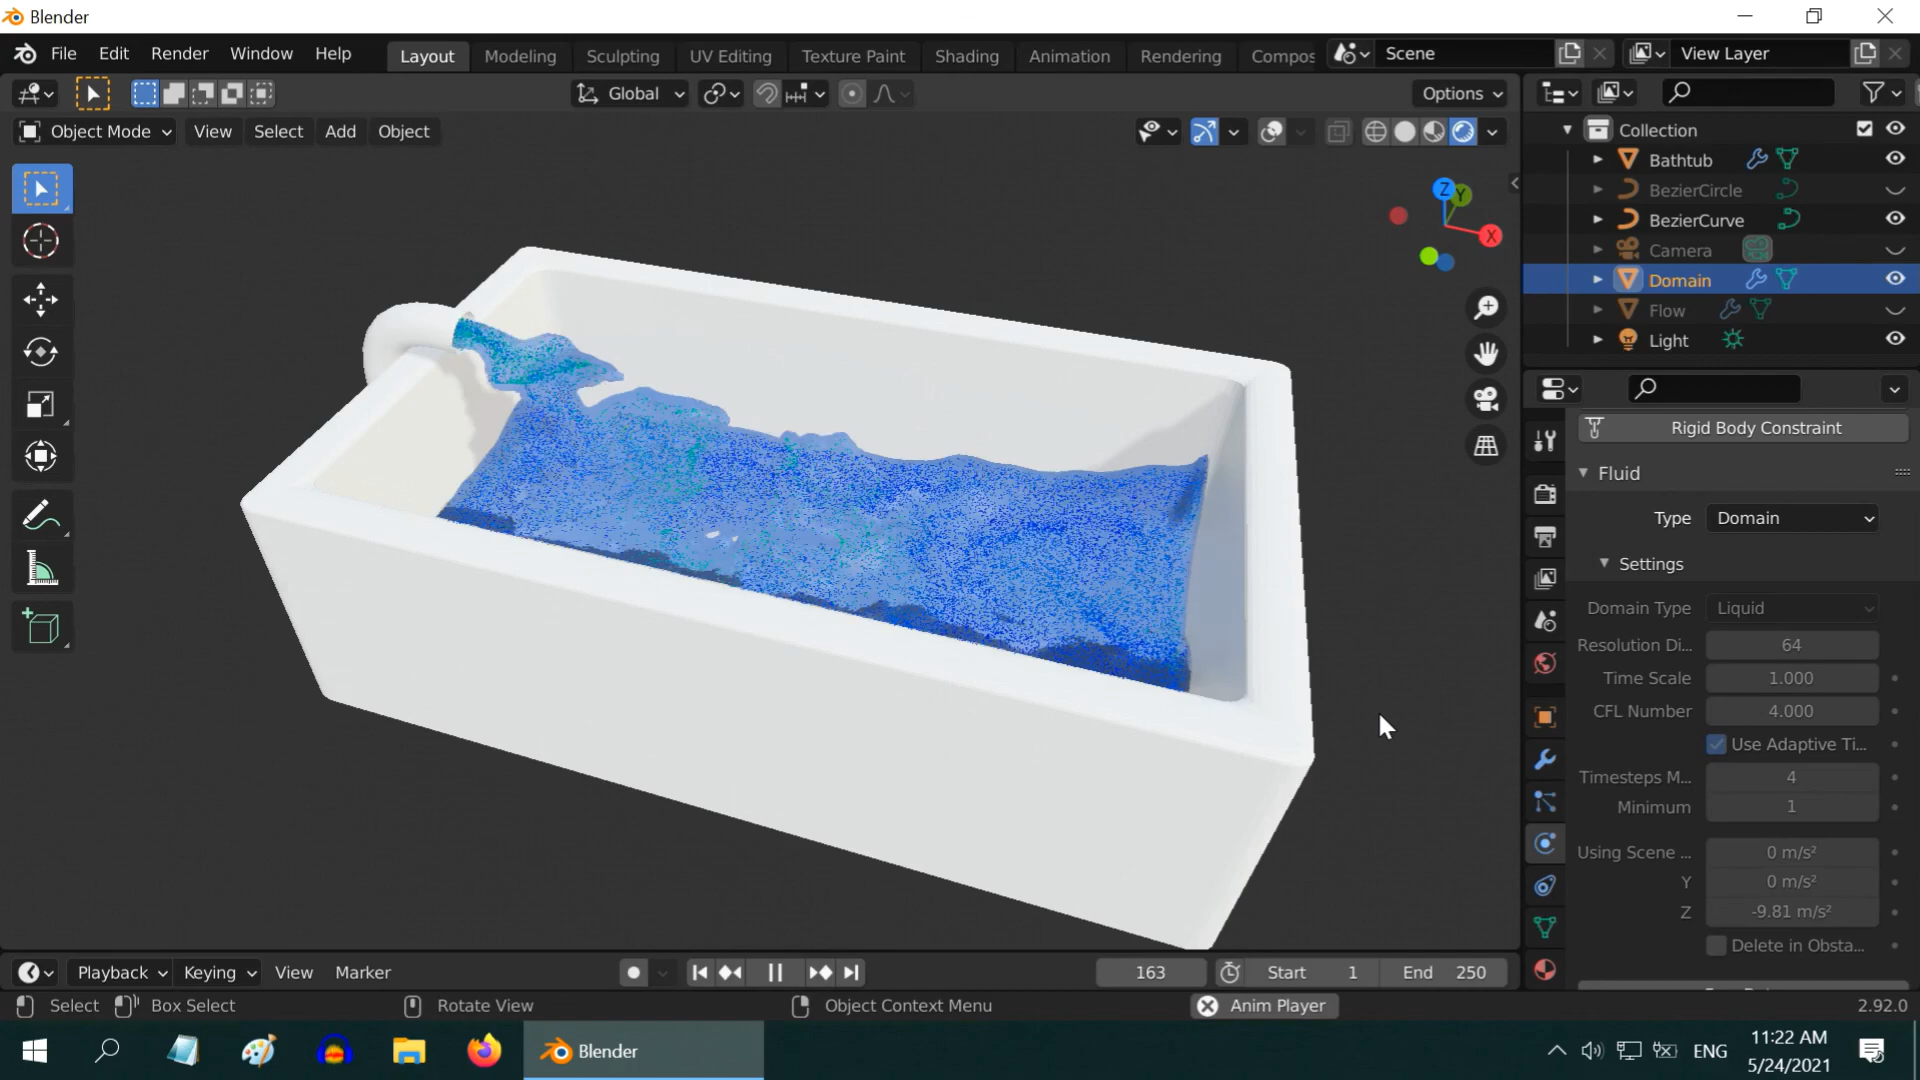 Blender
File Edit Render Window Help Layout Modeling Sculpting UV Editing Texture Paint Shading Animation Rendering Compos Scene View Layer
Global Options
Object Mode View Select Add Object
Z Y X
Collection
Bathtub
BezierCircle
BezierCurve
Camera
Domain
Flow
Light
Rigid Body Constraint
Fluid
Type Domain
Settings
Domain Type Liquid
Resolution Di... 64
Time Scale 1.000
CFL Number 4.000
Use Adaptive Ti...
Timesteps M... 4
Minimum 1
Using Scene ... 0 m/s²
Y 0 m/s²
Z -9.81 m/s²
Delete in Obsta...
Playback Keying View Marker 163 Start 1 End 250
Select Box Select Rotate View Object Context Menu Anim Player 2.92.0
Blender ENG 11:22 AM
5/24/2021